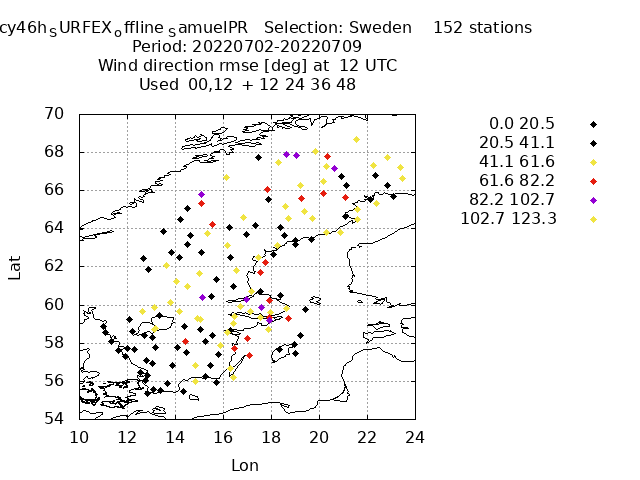 cy46h_SURFEX_offline_SamuelPR   Selection: Sweden    152 stations
Period: 20220702-20220709
Wind direction rmse [deg] at  12 UTC
Used  00,12  + 12 24 36 48
0.0 20.5
20.5 41.1
41.1 61.6
61.6 82.2
82.2 102.7
102.7 123.3
70
68
66
64
62
60
58
56
54
Lat
10 12 14 16 18 20 22 24
Lon